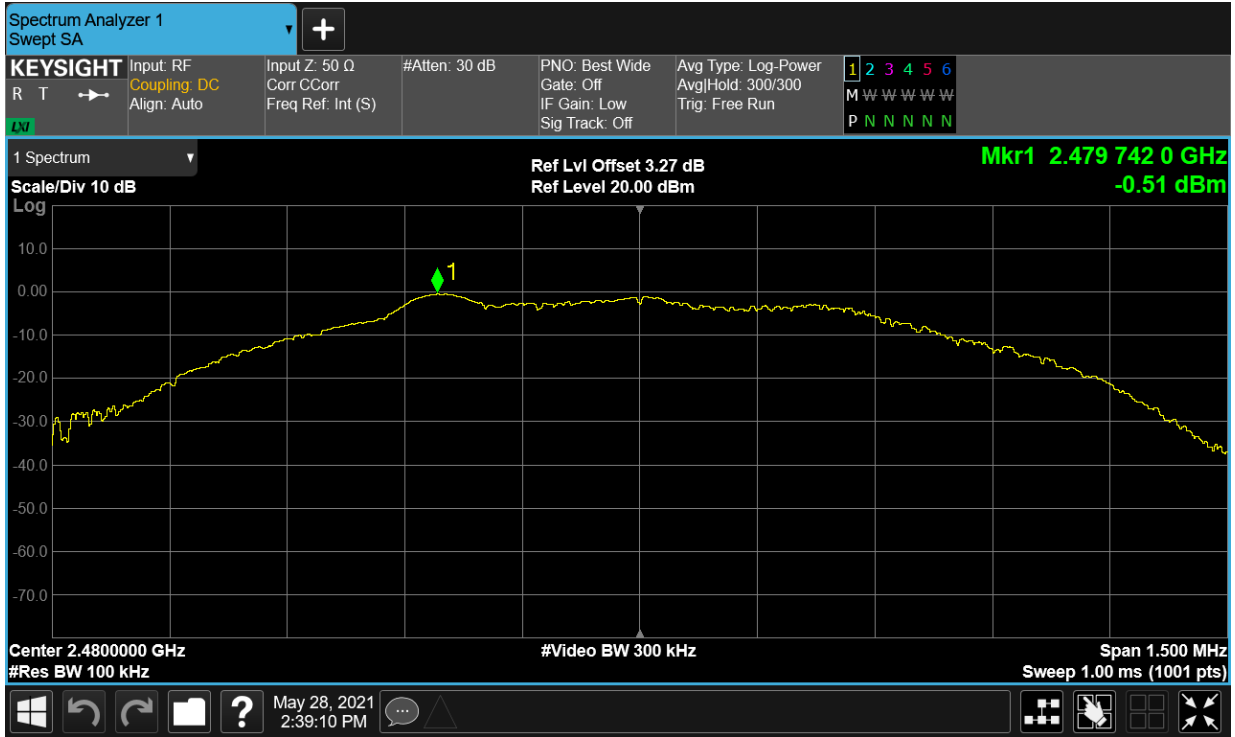 Spectrum Analyzer 1
Swept SA
+
KEYSIGHT
R T
LXI
Input: RF
Coupling: DC
Align: Auto
Input Z: 50 Ω
Corr CCorr
Freq Ref: Int (S)
#Atten: 30 dB
PNO: Best Wide
Gate: Off
IF Gain: Low
Sig Track: Off
Avg Type: Log-Power
Avg|Hold: 300/300
Trig: Free Run
1 2 3 4 5 6
M W W W W W
P N N N N N N
1 Spectrum
Scale/Div 10 dB
Log
Ref Lvl Offset 3.27 dB
Ref Level 20.00 dBm
Mkr1 2.479 742 0 GHz
-0.51 dBm
10.0
0.00
-10.0
-20.0
-30.0
-40.0
-50.0
-60.0
-70.0
1
Center 2.4800000 GHz
#Res BW 100 kHz
#Video BW 300 kHz
Span 1.500 MHz
Sweep 1.00 ms (1001 pts)
?
May 28, 2021
2:39:10 PM